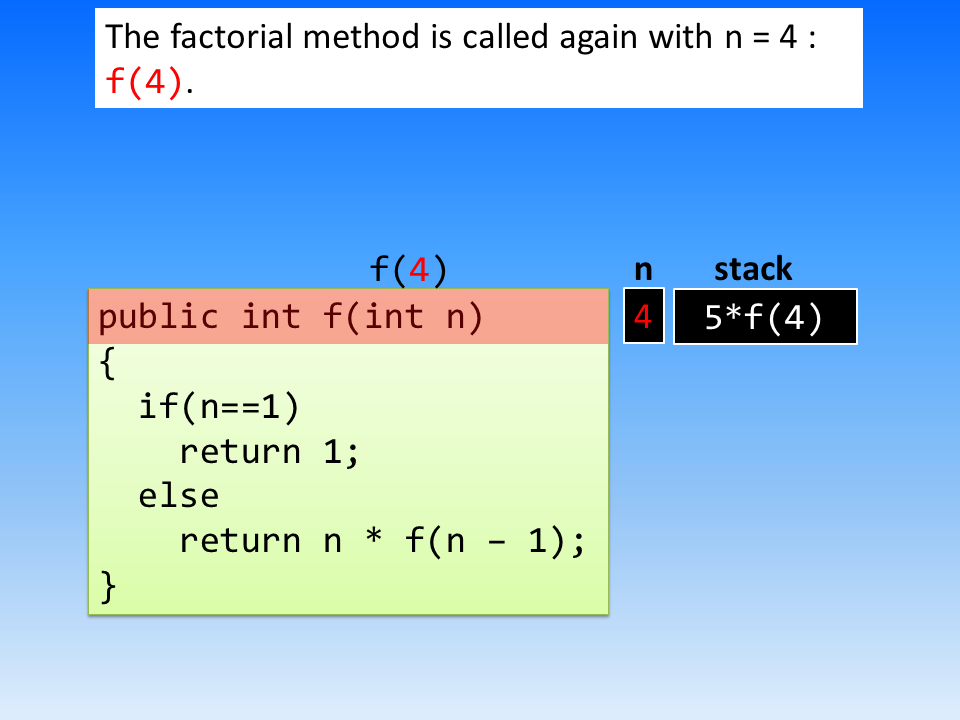 The factorial method is called again with n = 4 :
f(4).
f(4) n stack
public int f(int n) 4 5*f(4)
{
if(n==1)
return 1;
else
return n * f(n – 1);
}